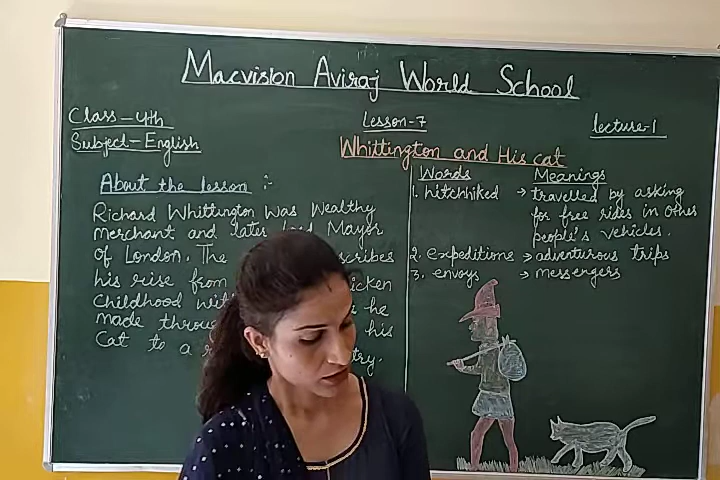 Macvision Aviraj World School
Class - 4th
Subject - English
Lesson-7
lecture-1
Whittington and His cat
About the lesson :-
Richard Whittington was wealthy
merchant and later Mayor
of London. The
his rise from
Childhood
made his
Cat to a
Words Meanings
1. hitchhiked → travelled by asking
for free rides in other
people's vehicles.
2. expeditions → adventurous trips
3. envoys → messengers